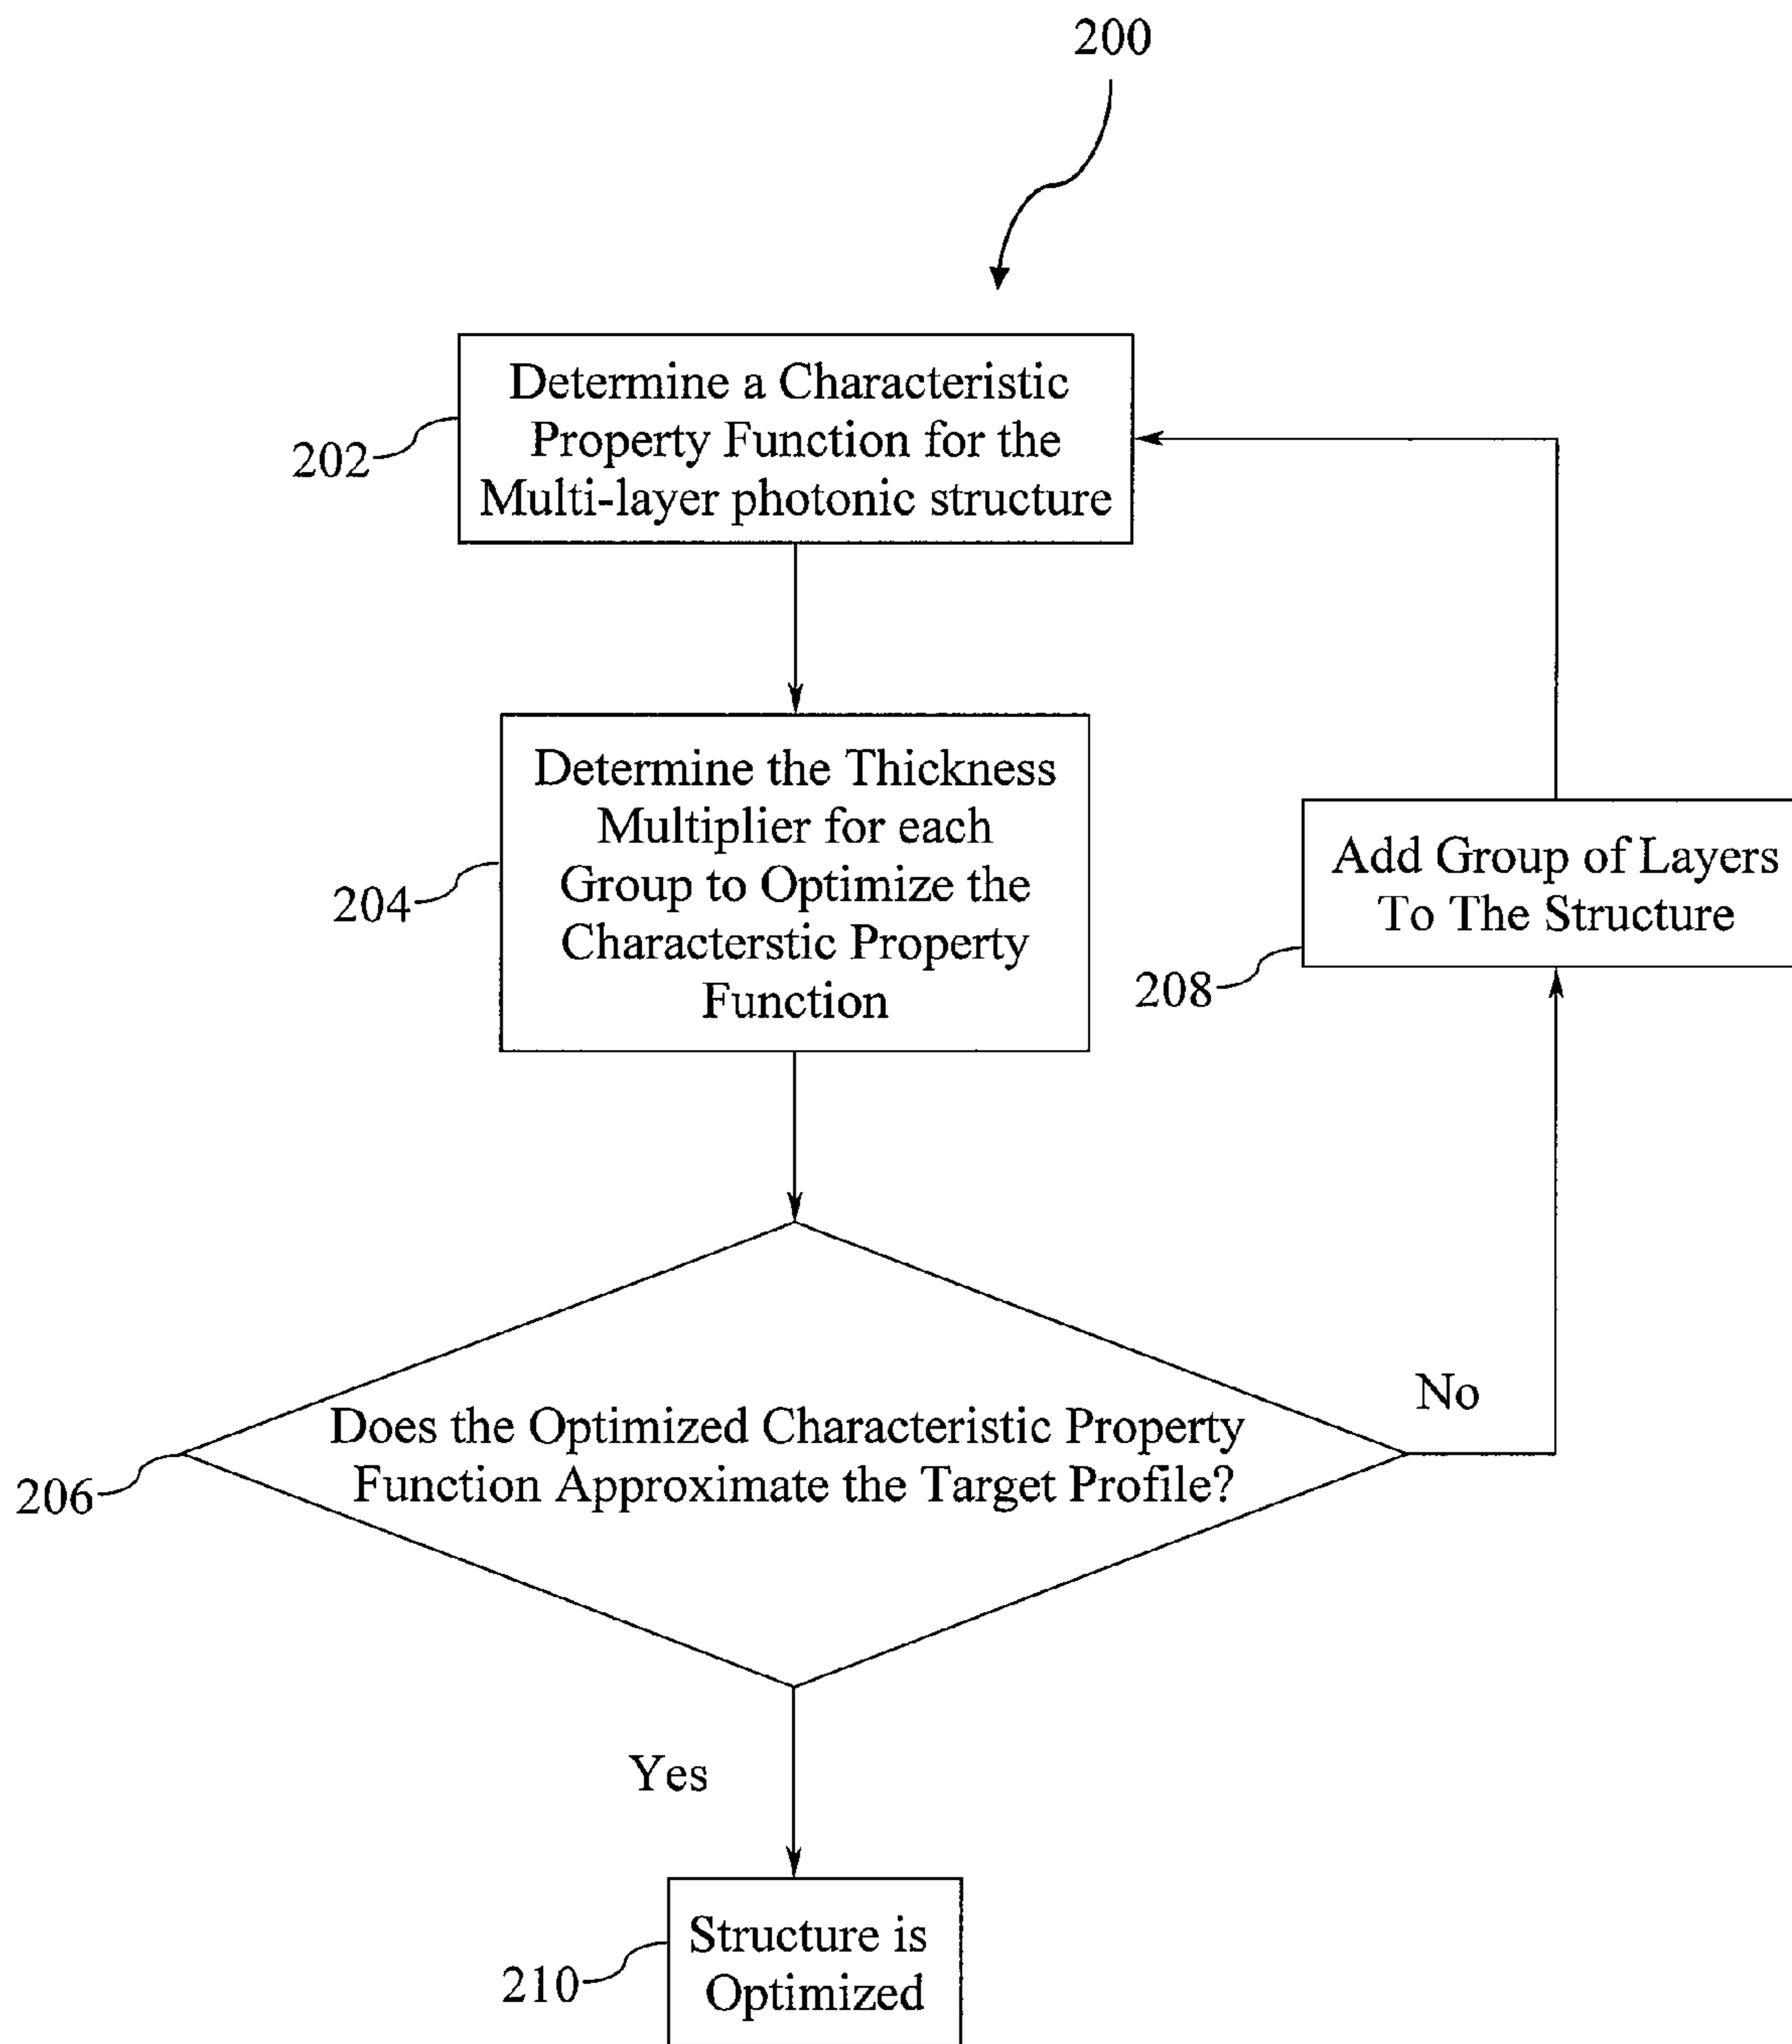 200
Determine a Characteristic
Property Function for the
Multi-layer photonic structure
202
Determine the Thickness
Multiplier for each
Group to Optimize the
Characterstic Property
Function
204
Add Group of Layers
To The Structure
208
No
Does the Optimized Characteristic Property
Function Approximate the Target Profile?
206
Yes
Structure is
Optimized
210